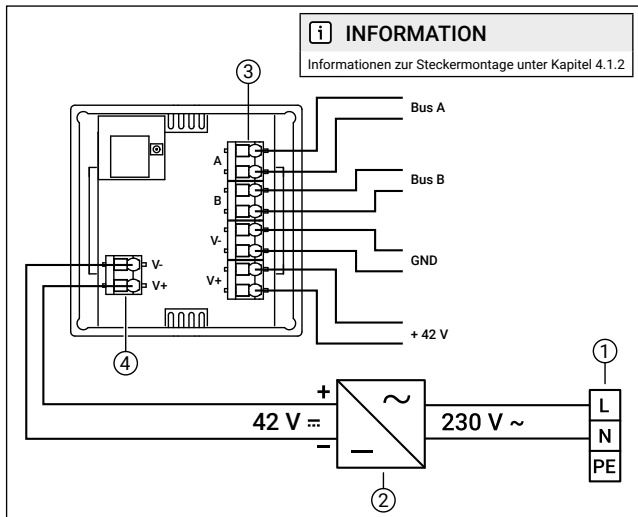 i INFORMATION
Informationen zur Steckermontage unter Kapitel 4.1.2
3
Bus A
A
Bus B
B
V-
GND
V+
+ 42 V
V-
V+
4
1
L
N
PE
+
42 V ⎓
−
~
−
230 V ~
2